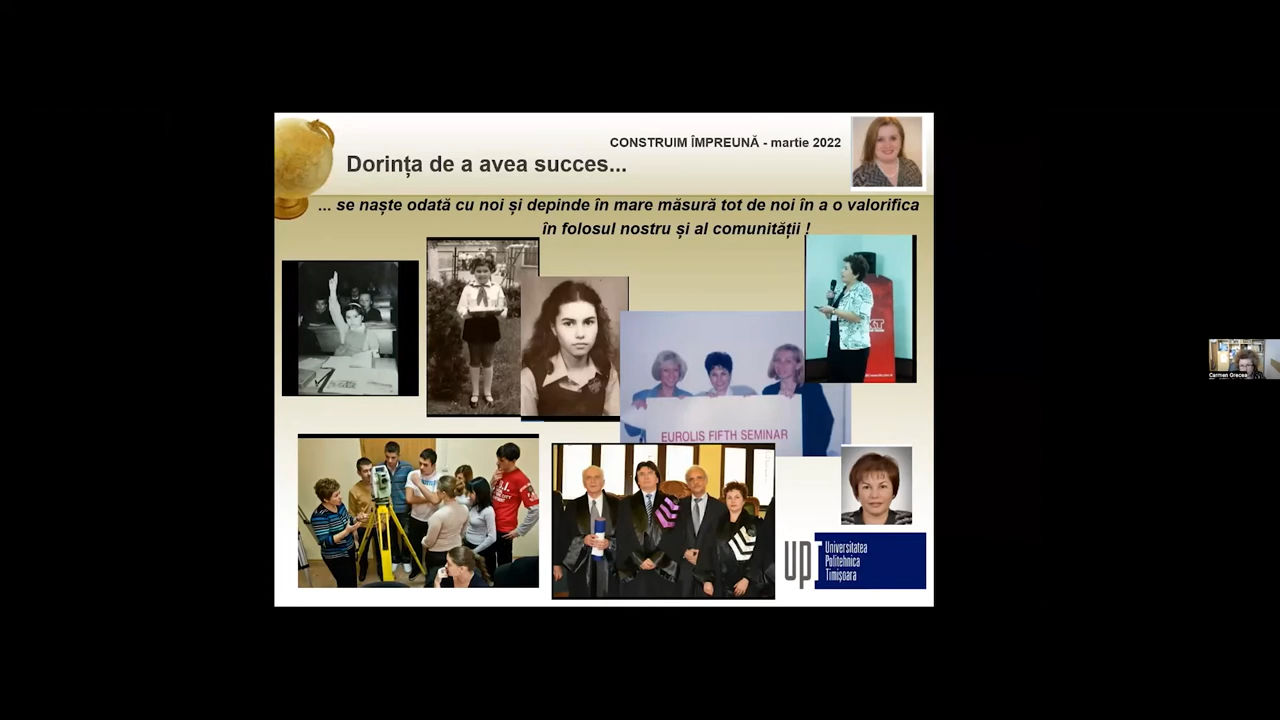 CONSTRUIM ÎMPREUNĂ - martie 2022
Dorința de a avea succes...
... se naște odată cu noi și depinde în mare măsură tot de noi în a o valorifica
în folosul nostru și al comunității !
EUROLIS FIFTH SEMINAR
upt
Universitatea
Politehnica
Timișoara
Carmen Grecea